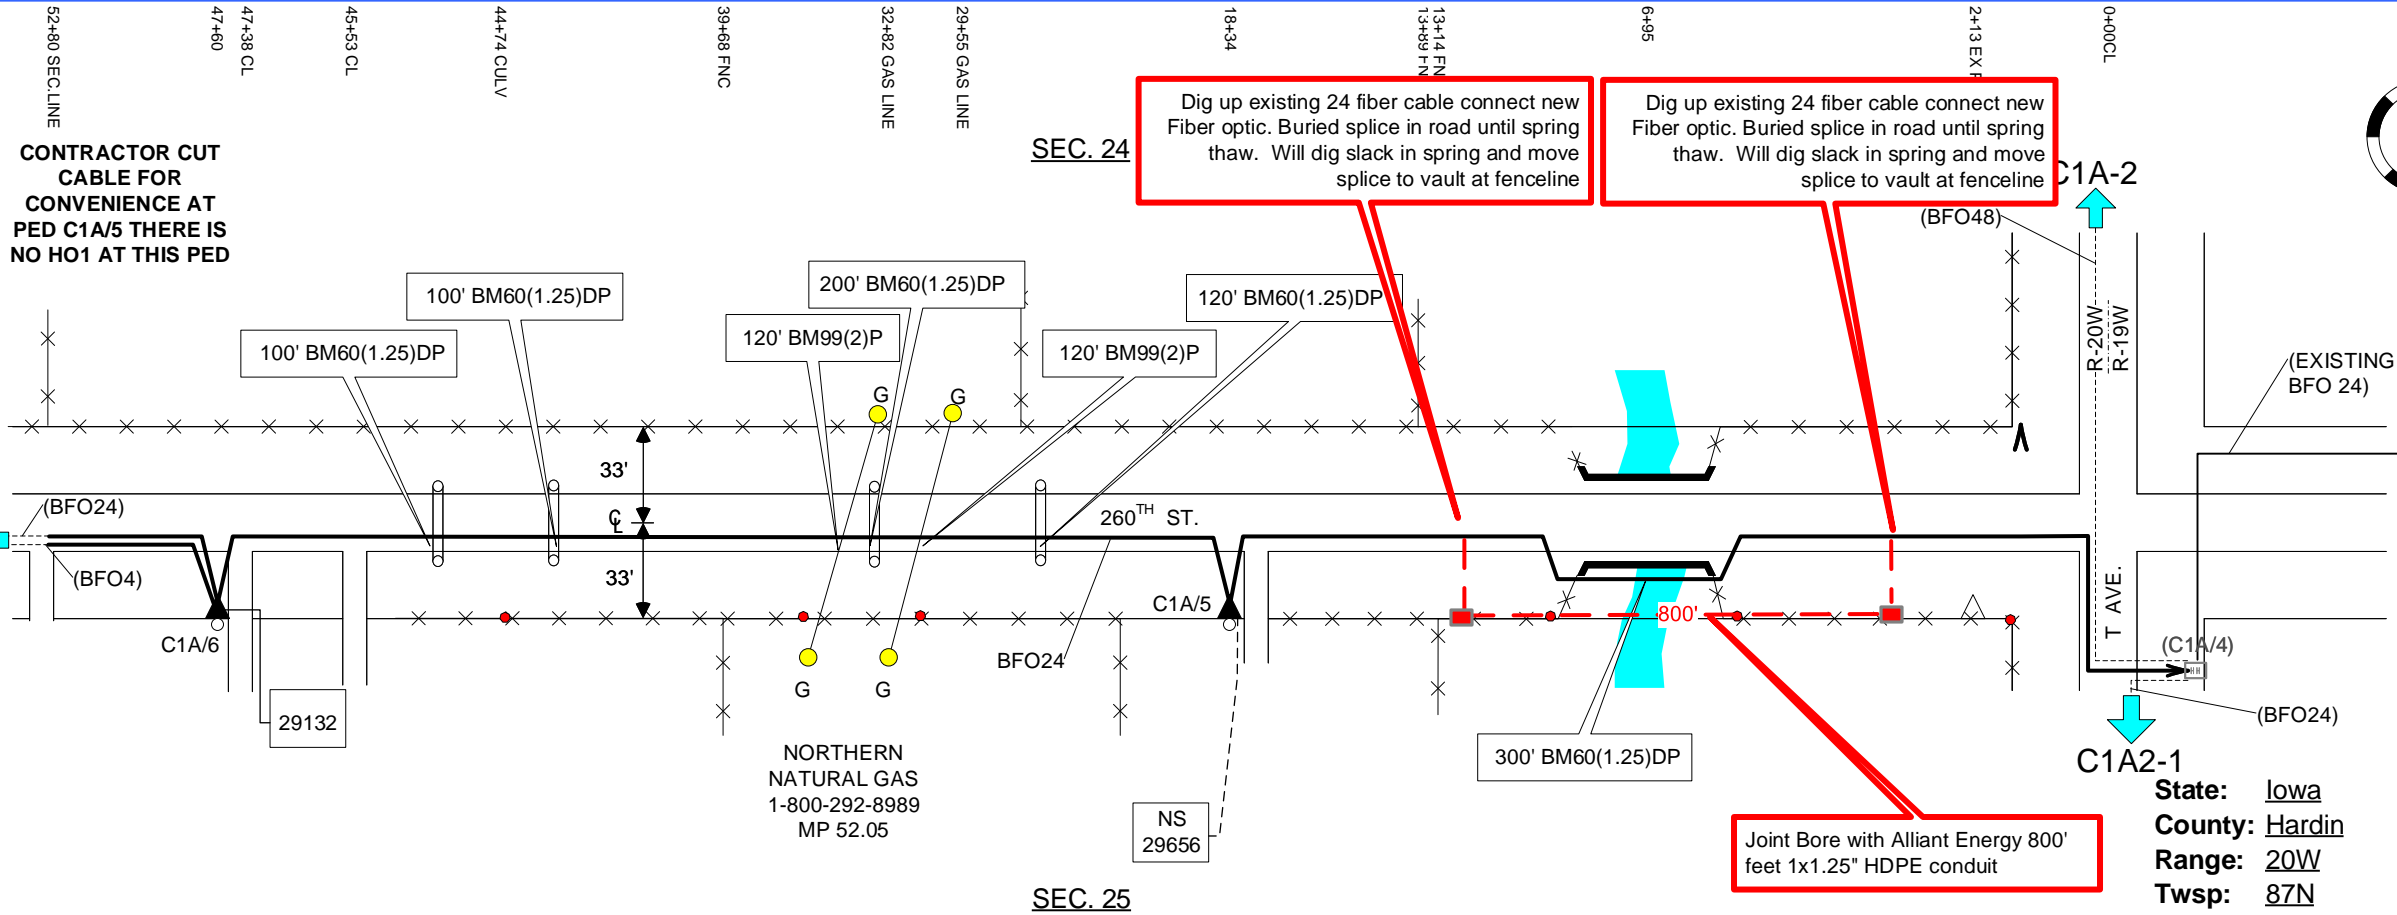 52+80 SEC.LINE
47+60
47+38 CL
45+53 CL
44+74 CULV
39+68 FNC
32+82 GAS LINE
29+55 GAS LINE
18+34
13+89 FN
13+14 FN
6+95
2+13 EX
0+00CL
CONTRACTOR CUT
CABLE FOR
CONVENIENCE AT
PED C1A/5 THERE IS
NO HO1 AT THIS PED
SEC. 24
Dig up existing 24 fiber cable connect new
Fiber optic. Buried splice in road until spring
thaw. Will dig slack in spring and move
splice to vault at fenceline
Dig up existing 24 fiber cable connect new
Fiber optic. Buried splice in road until spring
thaw. Will dig slack in spring and move
splice to vault at fenceline
C1A-2
(BFO48)
100' BM60(1.25)DP
100' BM60(1.25)DP
120' BM99(2)P
200' BM60(1.25)DP
120' BM99(2)P
120' BM60(1.25)DP
R-20W
R-19W
(EXISTING
BFO 24)
G
G
33'
CL
33'
260TH ST.
(BFO24)
(BFO4)
C1A/6
C1A/5
BFO24
800'
T AVE.
(C1A/4)
HH
(BFO24)
C1A2-1
G
G
29132
NORTHERN
NATURAL GAS
1-800-292-8989
MP 52.05
NS
29656
300' BM60(1.25)DP
Joint Bore with Alliant Energy 800'
feet 1x1.25" HDPE conduit
State: Iowa
County: Hardin
Range: 20W
Twsp: 87N
SEC. 25